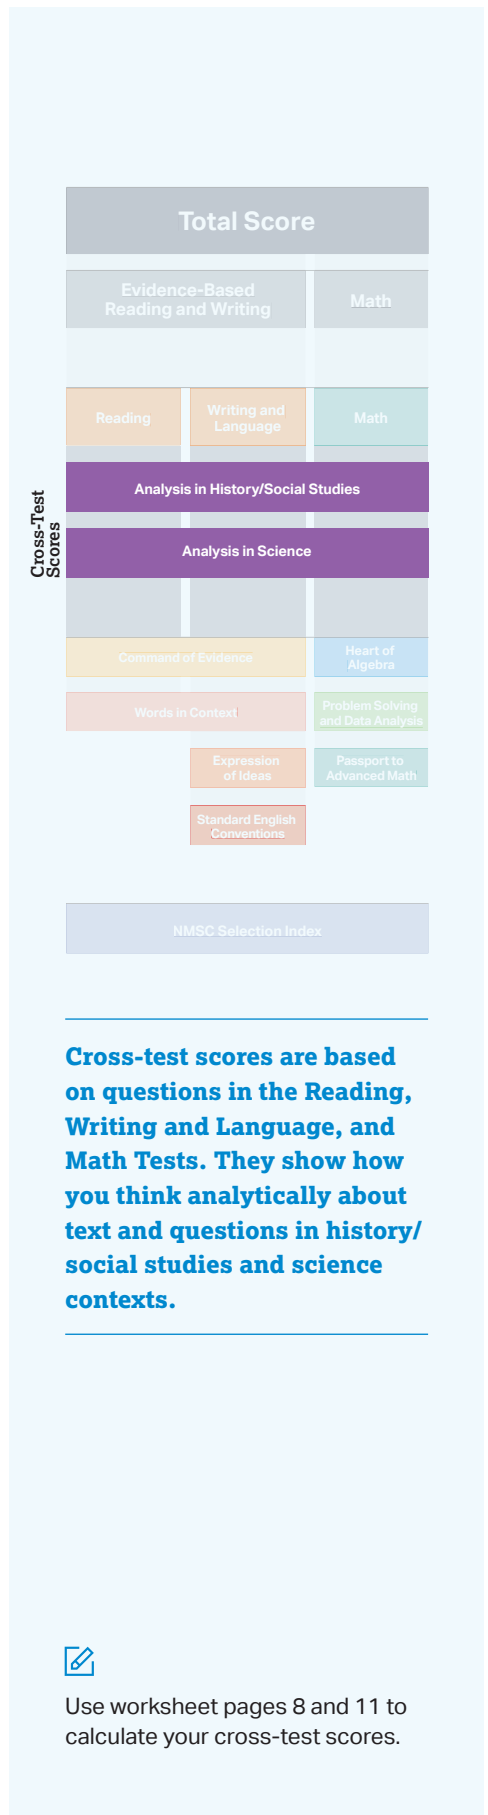 Total Score
Evidence-Based
Reading and Writing
Math
Reading
Writing and
Language
Math
Cross-Test
Scores
Analysis in History/Social Studies
Analysis in Science
Command of Evidence
Heart of
Algebra
Words in Context
Problem Solving
and Data Analysis
Expression
of Ideas
Passport to
Advanced Math
Standard English
Conventions
NMSC Selection Index
Cross-test scores are based
on questions in the Reading,
Writing and Language, and
Math Tests. They show how
you think analytically about
text and questions in history/
social studies and science
contexts.
Use worksheet pages 8 and 11 to
calculate your cross-test scores.